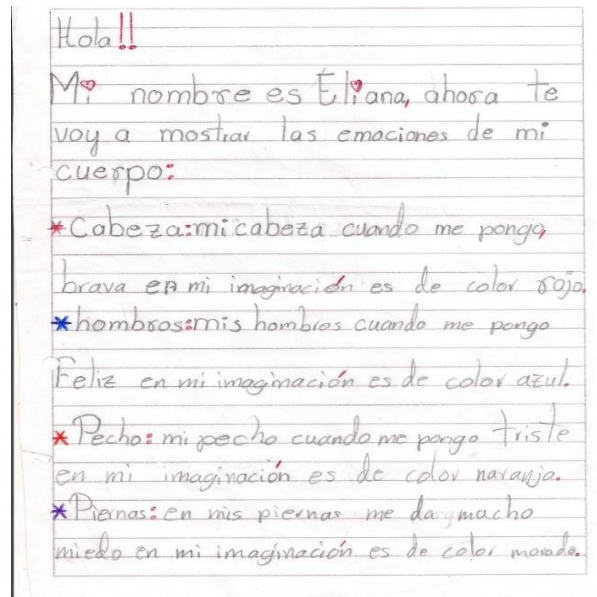 Hola!!
Mi nombre es Eliana, ahora te
voy a mostrar las emociones de mi
cuerpo:
*Cabeza:mi cabeza cuando me pongo,
brava en mi imaginación es de color rojo.
*hombros:mis hombros cuando me pongo
Feliz en mi imaginación es de color azul.
*Pecho: mi pecho cuando me pongo triste
en mi imaginación es de color naranja.
*Piernas: en mis piernas me da mucho
miedo en mi imaginación es de color morado.